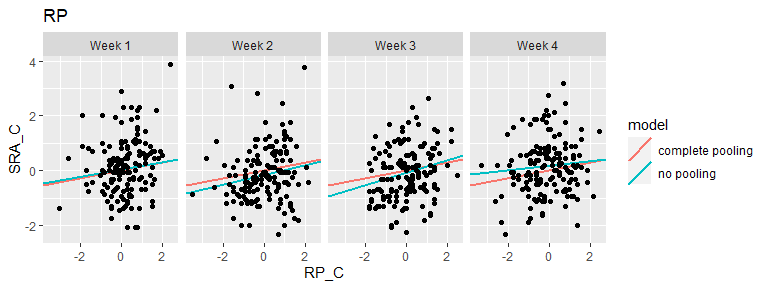 RP
Week 1 Week 2 Week 3 Week 4
4
2
0
-2
SRA_C
-2 0 2 -2 0 2 -2 0 2 -2 0 2
RP_C
model
complete pooling
no pooling